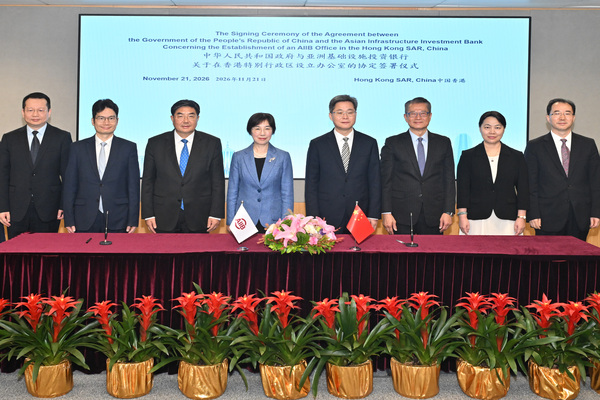 The Signing Ceremony of the Agreement between
the Government of the People's Republic of China and the Asian Infrastructure Investment Bank
Concerning the Establishment of an AIIB Office in the Hong Kong SAR, China
中华人民共和国政府与亚洲基础设施投资银行
关于在香港特别行政区设立办公室的协定签署仪式
November 21, 2026 2026年11月21日 Hong Kong SAR, China 中国香港